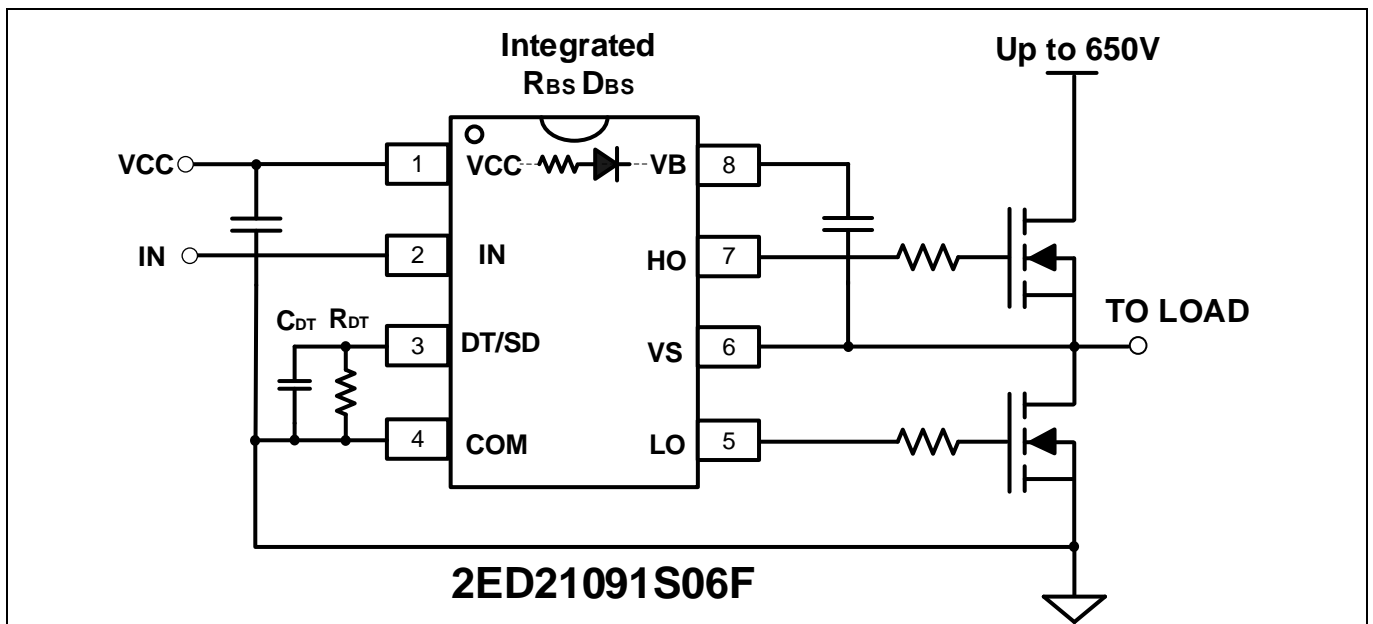 Integrated
RBS DBS
Up to 650V
VCC
1
VCC
VB
8
IN
2
IN
HO
7
CDT RDT
3
DT/SD
VS
6
TO LOAD
4
COM
LO
5
2ED21091S06F